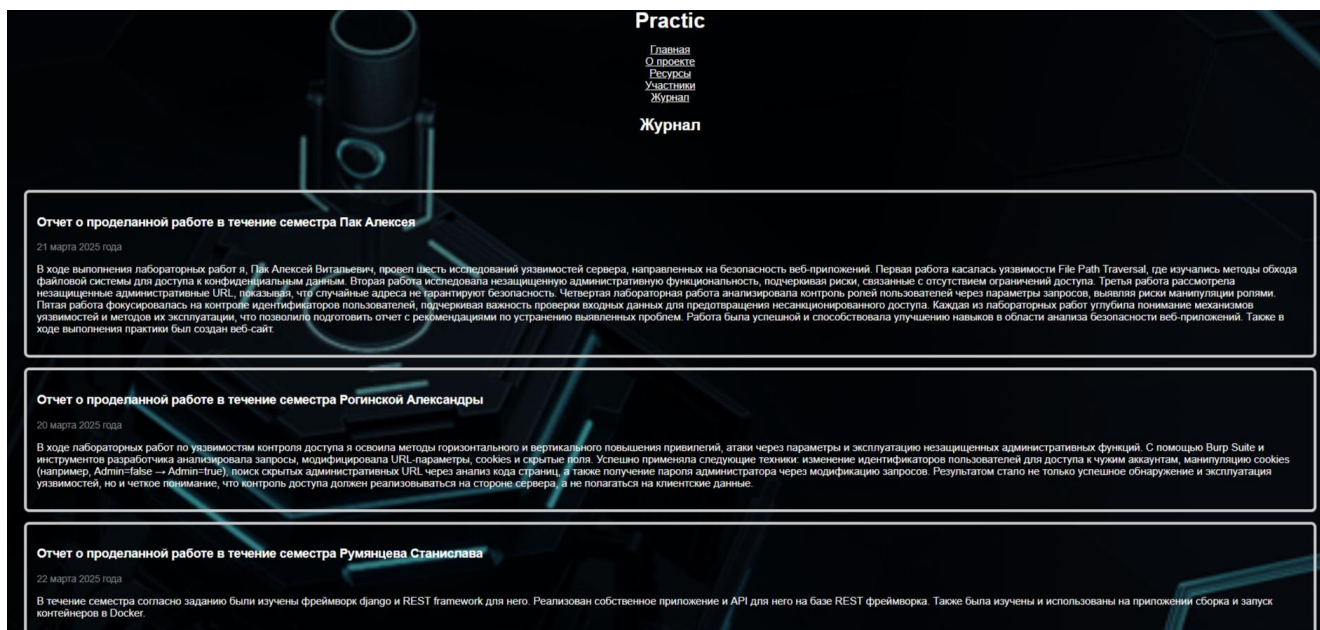 Practic
Главная
О проекте
Ресурсы
Участники
Журнал
Журнал
Отчет о проделанной работе в течение семестра Пак Алексея
21 марта 2025 года
В ходе выполнения лабораторных работ я, Пак Алексей Витальевич, провел шесть исследований уязвимостей сервера, направленных на безопасность веб-приложений. Первая работа касалась уязвимости File Path Traversal, где изучались методы обхода
файловой системы для доступа к конфиденциальным данным. Вторая работа исследовала незащищенную административную функциональность, подчеркивая риски, связанные с отсутствием ограничений доступа. Третья работа рассмотрела
незащищенные административные URL, показывая, что случайные адреса не гарантируют безопасность. Четвертая лабораторная работа анализировала контроль ролей пользователей через параметры запросов, выявляя риски манипуляции ролями.
Пятая работа фокусировалась на контроле идентификаторов пользователей, подчеркивая важность проверки входных данных для предотвращения несанкционированного доступа. Каждая из лабораторных работ углубила понимание механизмов
уязвимостей и методов их эксплуатации, что позволило подготовить отчет с рекомендациями по устранению выявленных проблем. Работа была успешной и способствовала улучшению навыков в области анализа безопасности веб-приложений. Также в
ходе выполнения практики был создан веб-сайт.
Отчет о проделанной работе в течение семестра Рогинской Александры
20 марта 2025 года
В ходе лабораторных работ по уязвимостям контроля доступа я освоила методы горизонтального и вертикального повышения привилегий, атаки через параметры и эксплуатацию незащищенных административных функций. С помощью Burp Suite и
инструментов разработчика анализировала запросы, модифицировала URL-параметры, cookies и скрытые поля. Успешно применяла следующие техники: изменение идентификаторов пользователей для доступа к чужим аккаунтам, манипуляцию cookies
(например, Admin=false → Admin=true), поиск скрытых административных URL через анализ кода страниц, а также получение пароля администратора через модификацию запросов. Результатом стало не только успешное обнаружение и эксплуатация
уязвимостей, но и четкое понимание, что контроль доступа должен реализовываться на стороне сервера, а не полагаться на клиентские данные.
Отчет о проделанной работе в течение семестра Румянцева Станислава
22 марта 2025 года
В течение семестра согласно заданию были изучены фреймворк django и REST framework для него. Реализован собственное приложение и API для него на базе REST фреймворка. Также была изучены и использованы на приложении сборка и запуск
контейнеров в Docker.